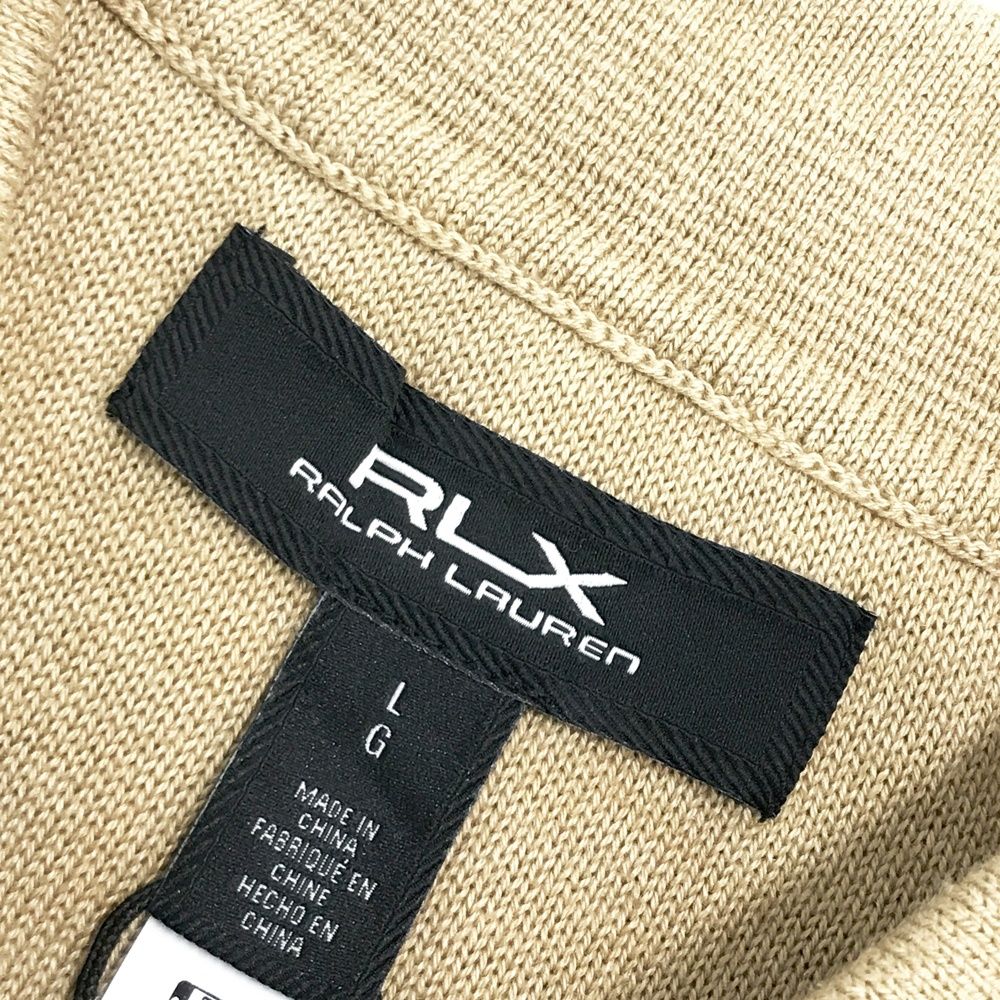 RLX
RALPH LAUREN
L
G
MADE IN
CHINA
FABRIQUÉ EN
CHINE
HECHO EN
CHINA